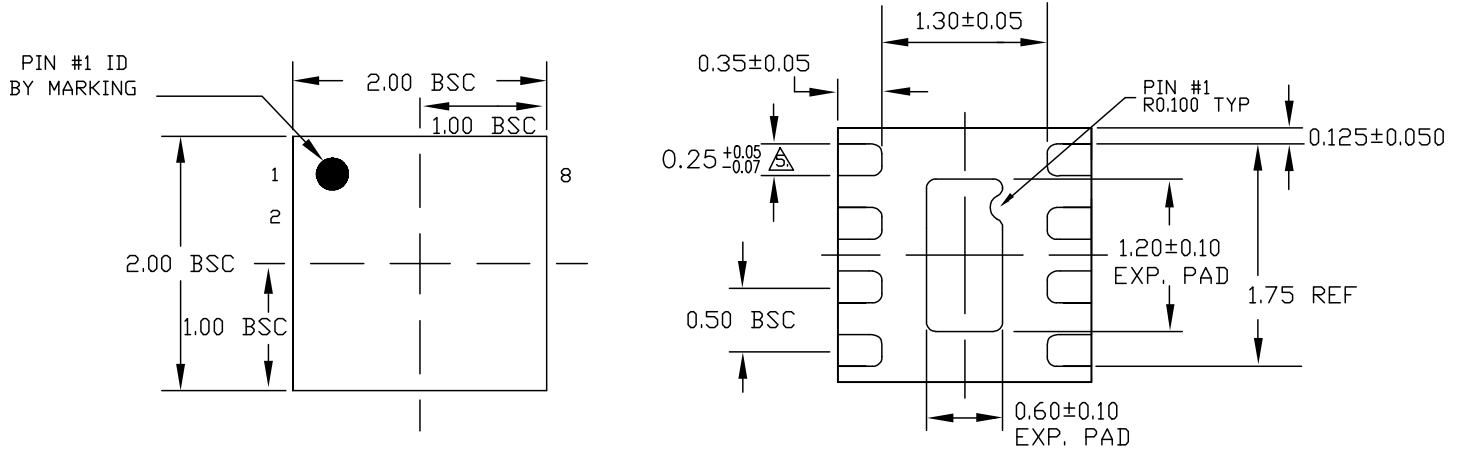 PIN #1 ID
BY MARKING
2.00 BSC
1.00 BSC
1
8
2
2.00 BSC
1.00 BSC
1.30±0.05
0.35±0.05
PIN #1
R0.100 TYP
0.125±0.050
0.25 +0.05
-0.07
5.
1.20±0.10
EXP. PAD
1.75 REF
0.50 BSC
0.60±0.10
EXP. PAD